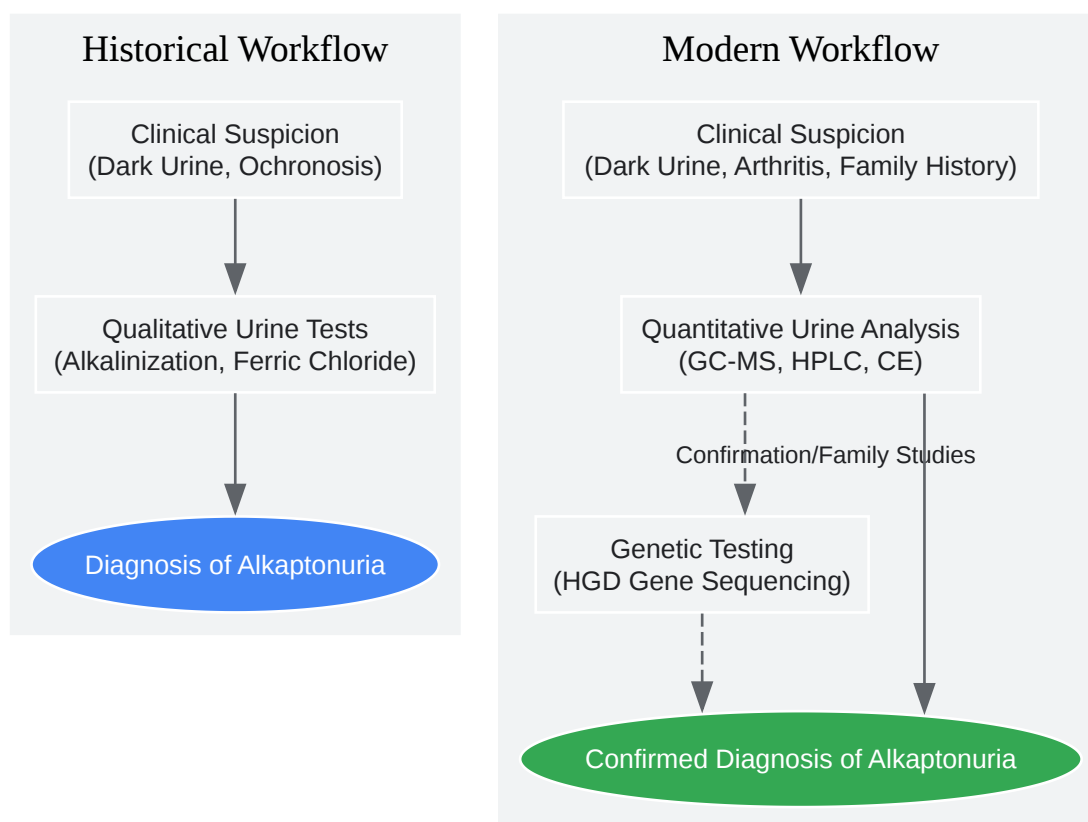 Historical Workflow
Clinical Suspicion
(Dark Urine, Ochronosis)
Qualitative Urine Tests
(Alkalinization, Ferric Chloride)
Diagnosis of Alkaptonuria
Modern Workflow
Clinical Suspicion
(Dark Urine, Arthritis, Family History)
Quantitative Urine Analysis
(GC-MS, HPLC, CE)
Confirmation/Family Studies
Genetic Testing
(HGD Gene Sequencing)
Confirmed Diagnosis of Alkaptonuria